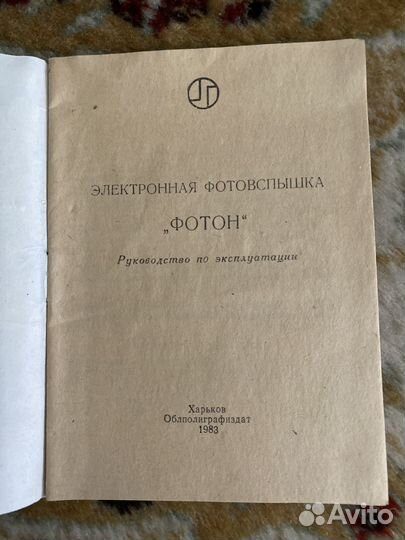 ЭЛЕКТРОННАЯ ФОТОВСПЫШКА
„ФОТОН“
Руководство по эксплуатации
Харьков
Облполиграфиздат
1983
Avito